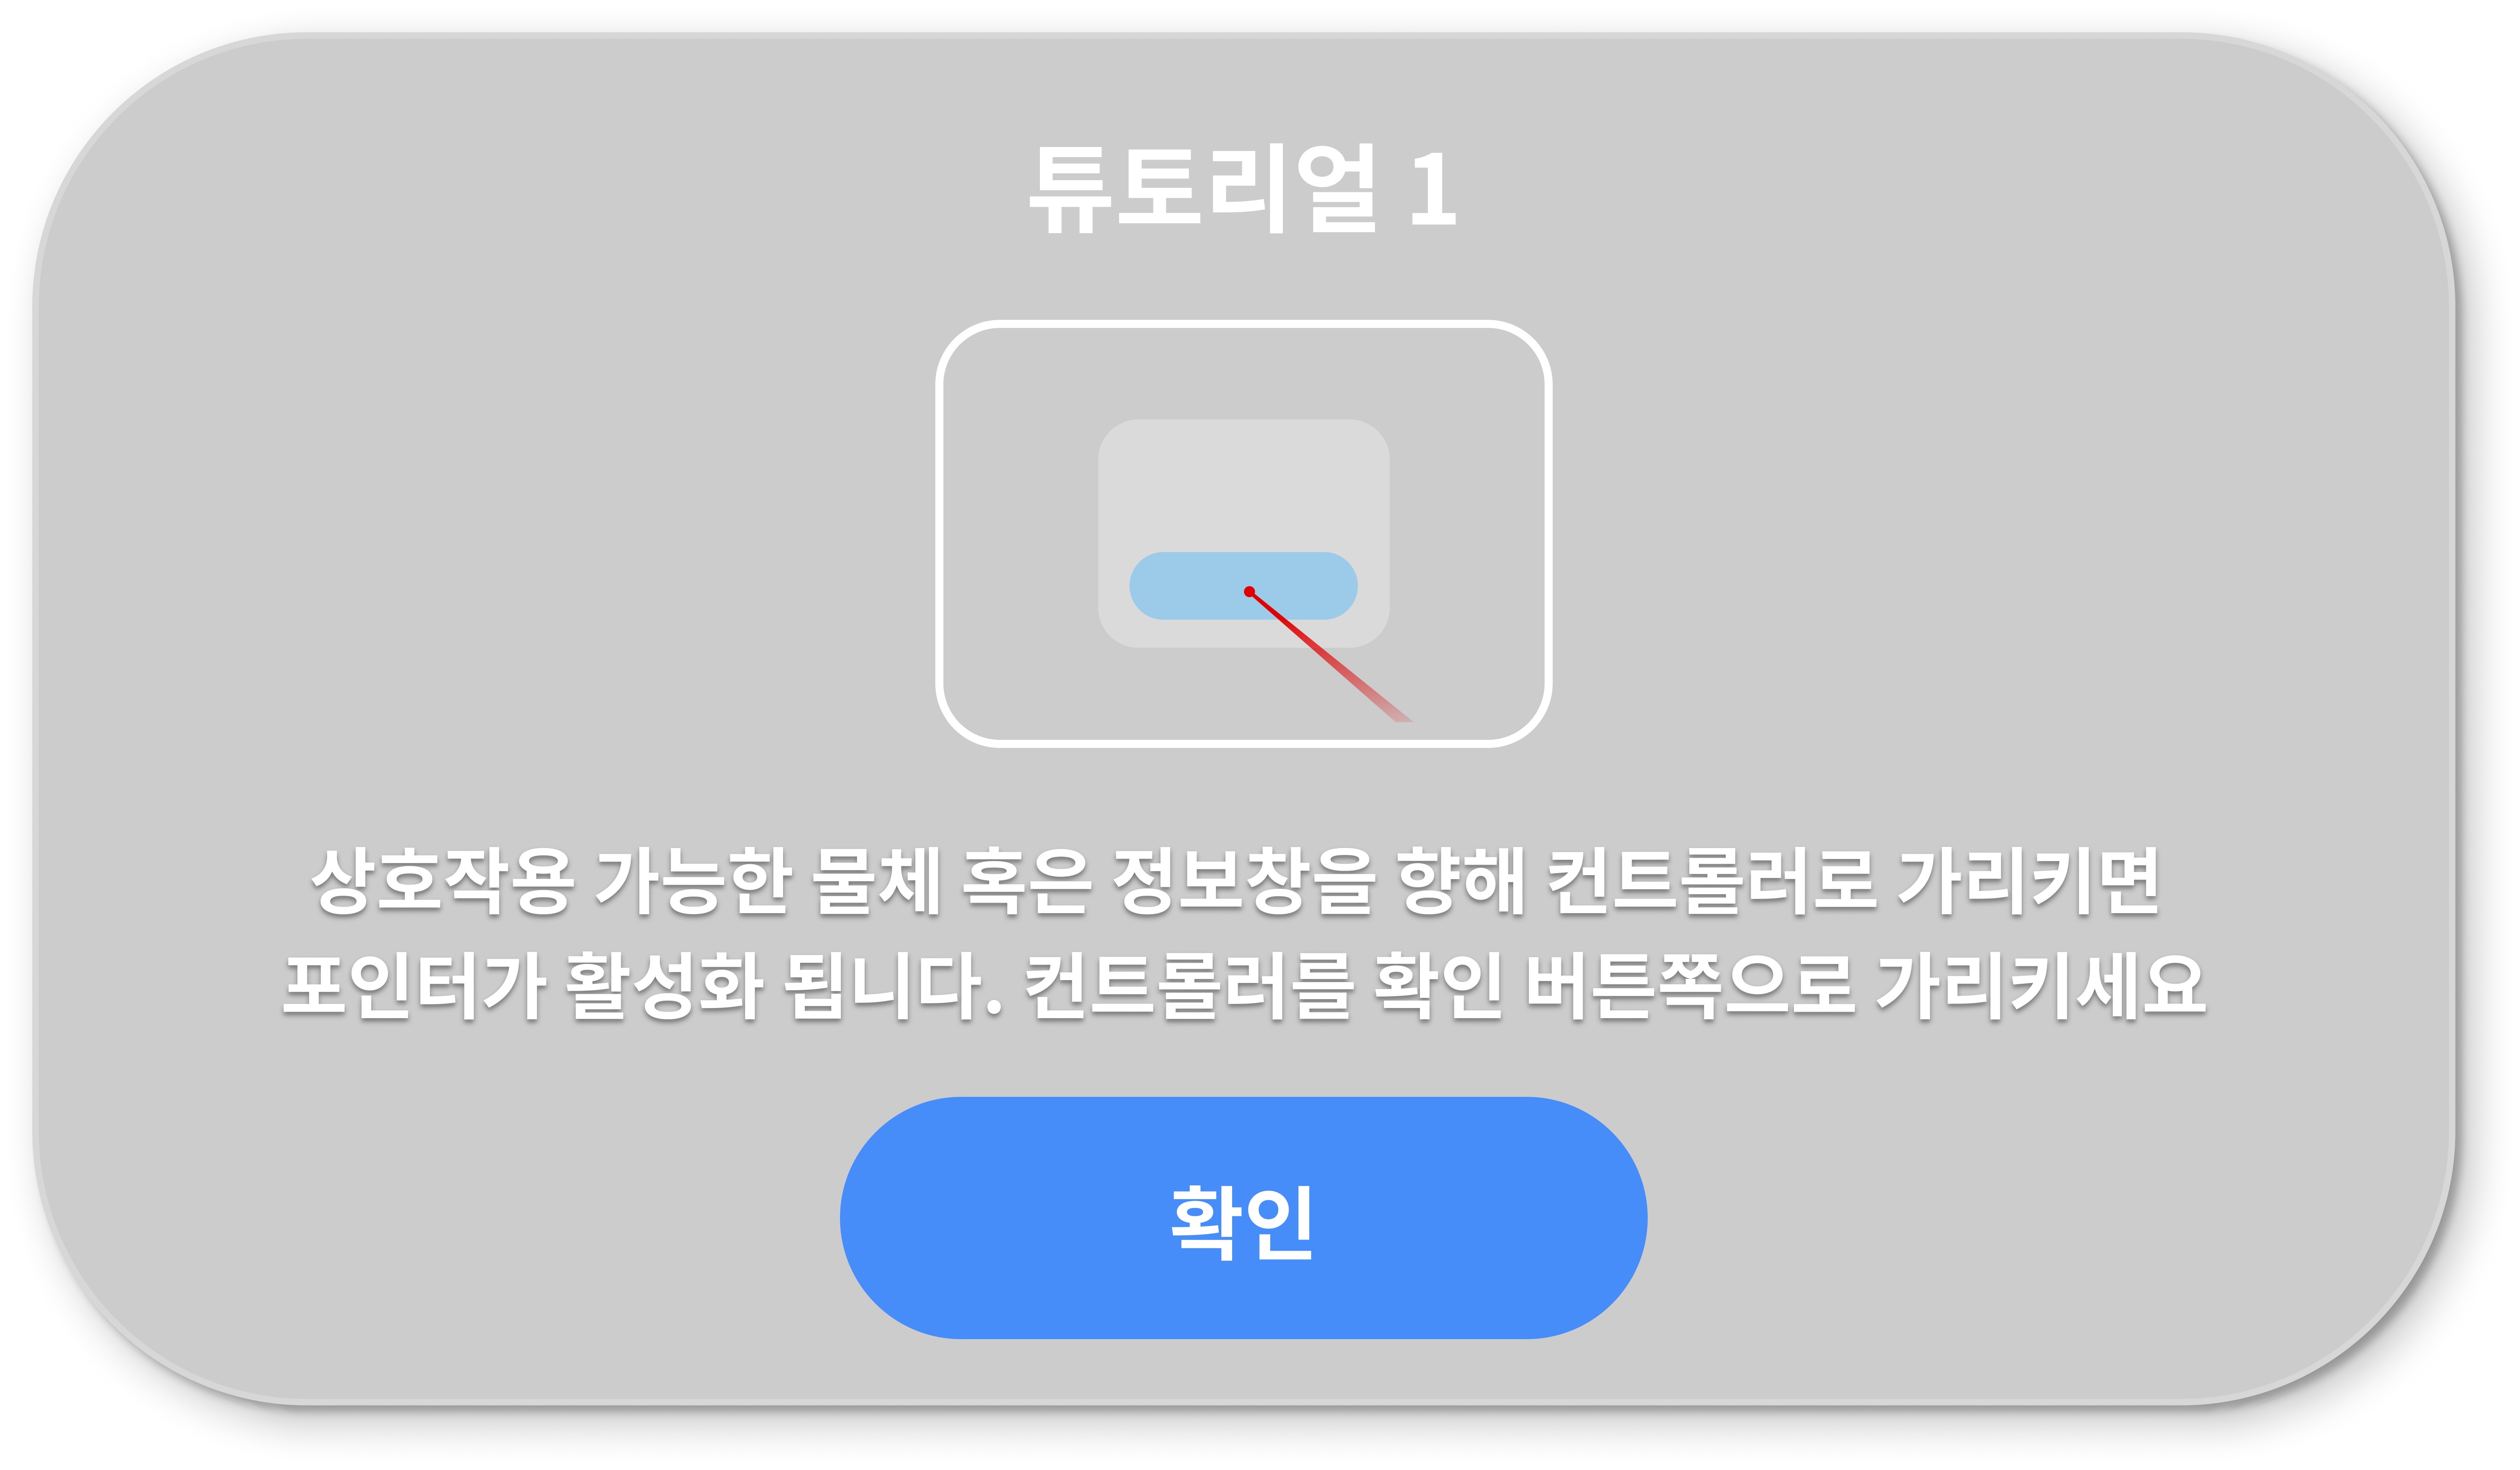 튜토리얼 1
상호작용 가능한 물체 혹은 정보창을 향해 컨트롤러로 가리키면
포인터가 활성화 됩니다. 컨트롤러를 확인 버튼쪽으로 가리키세요
확인